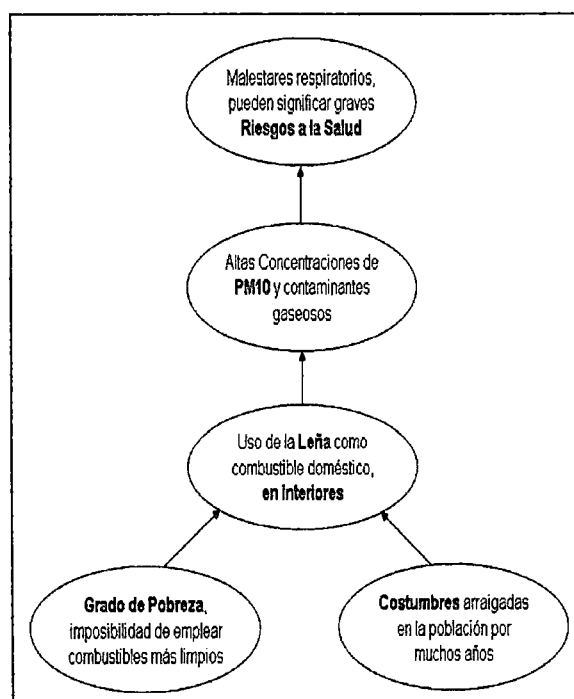 Malestares respiratorios,
pueden significar graves
Riesgos a la Salud
Altas Concentraciones de
PM10 y contaminantes
gaseosos
Uso de la Leña como
combustible doméstico,
en Interiores
Grado de Pobreza,
imposibilidad de emplear
combustibles más limpios
Costumbres arraigadas
en la población por
muchos años